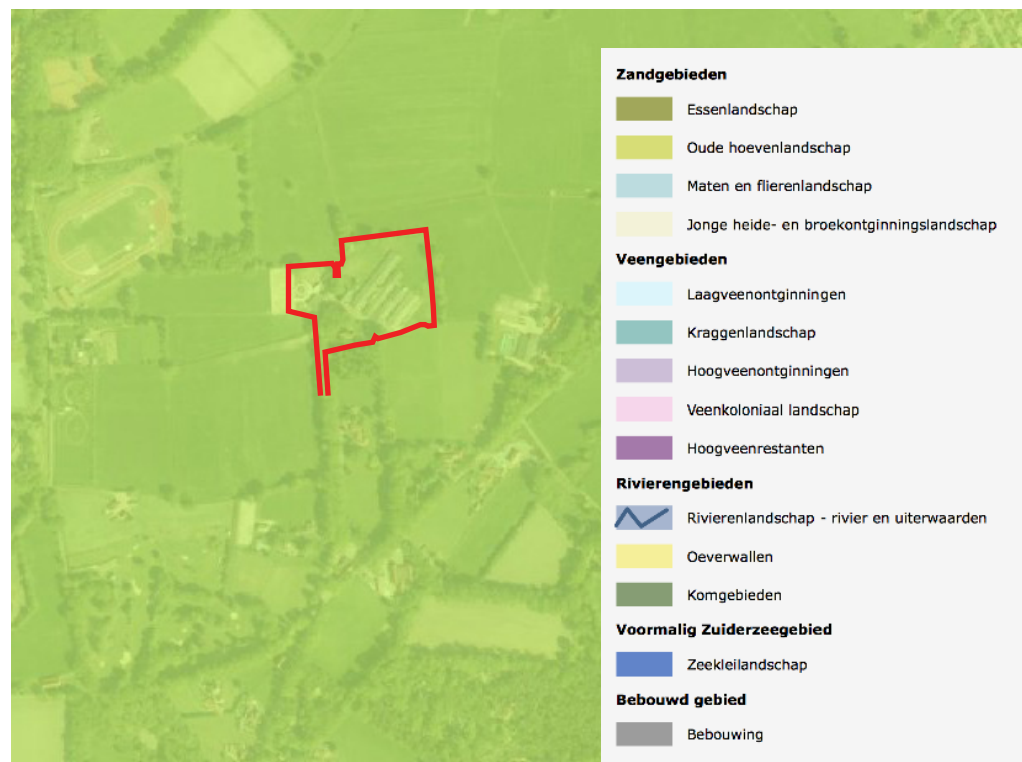 Zandgebieden
Essenlandschap
Oude hoevenlandschap
Maten en flierenlandschap
Jonge heide- en broekontginningslandschap
Veengebieden
Laagveenontginningen
Kraggenlandschap
Hoogveenontginningen
Veenkoloniaal landschap
Hoogveenrestanten
Rivierengebieden
Rivierenlandschap - rivier en uiterwaarden
Oeverwallen
Komgebieden
Voormalig Zuiderzeegebied
Zeekleilandschap
Bebouwd gebied
Bebouwing